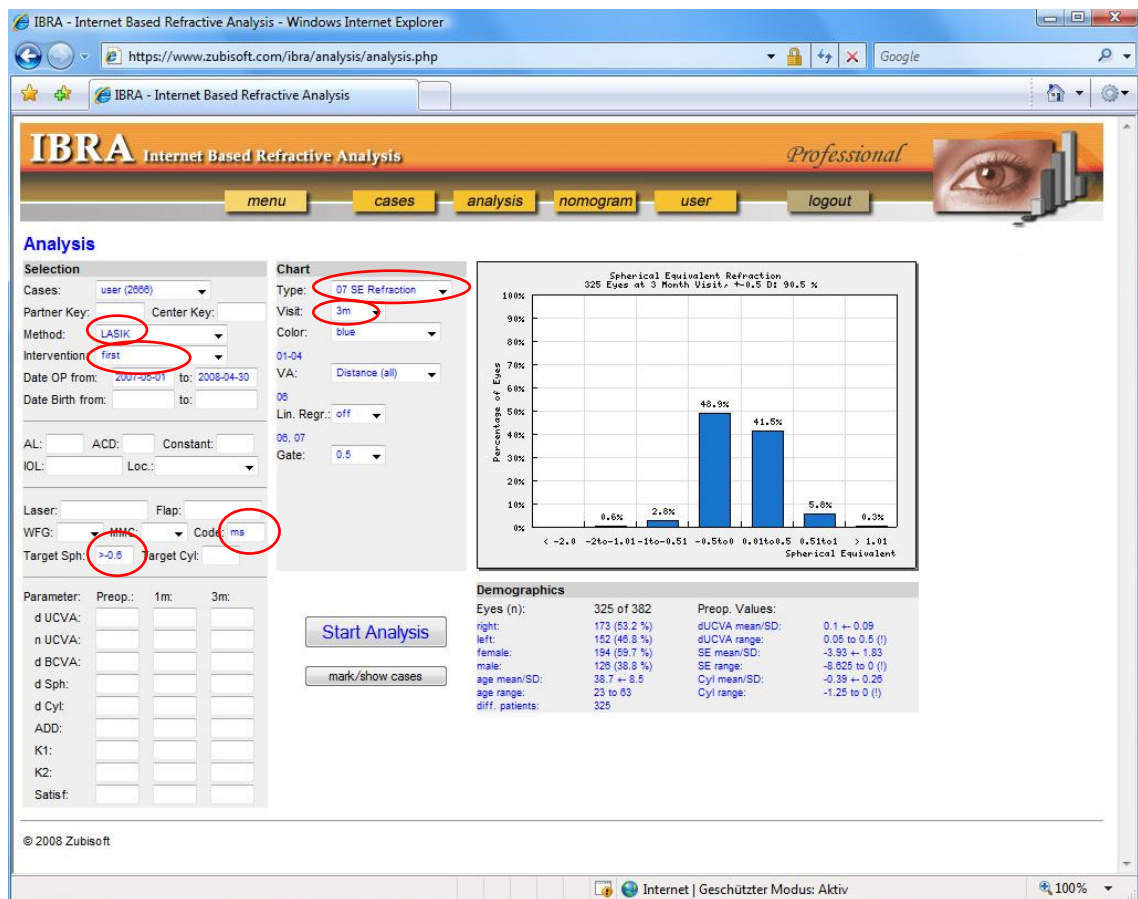 IBRA - Internet Based Refractive Analysis - Windows Internet Explorer
https://www.zubisoft.com/ibra/analysis/analysis.php
Google
IBRA - Internet Based Refractive Analysis
IBRA Internet Based Refractive Analysis
Professional
menu cases analysis nomogram user logout
Analysis
Selection
Cases: user (2666)
Partner Key: Center Key:
Method: LASIK
Intervention: first
Date OP from: 2007-05-01 to: 2008-04-30
Date Birth from: to:
AL: ACD: Constant:
IOL: Loc.:
Laser: Flap:
WFG: MMC: Code: ms
Target Sph: >-0.6 Target Cyl:
Parameter: Preop.: 1m: 3m:
d UCVA:
n UCVA:
d BCVA:
d Sph:
d Cyl:
ADD:
K1:
K2:
Satisf:
Chart
Type: 07 SE Refraction
Visit: 3m
Color: blue
01-04
VA: Distance (all)
06
Lin. Regr.: off
06, 07
Gate: 0.5
Start Analysis
mark/show cases
Spherical Equivalent Refraction
325 Eyes at 3 Month Visit, +-0.5 D: 90.5 %
Percentage of Eyes
100%
90%
80%
70%
60%
50%
40%
30%
20%
10%
0%
0.6% 2.8% 48.9% 41.5% 5.8% 0.3%
< -2.0 -2to-1.01 -1to-0.51 -0.5to0 0.01to0.5 0.51to1 > 1.01
Spherical Equivalent
Demographics
Eyes (n): 325 of 382 Preop. Values:
right: 173 (53.2 %) dUCVA mean/SD: 0.1 +- 0.09
left: 152 (46.8 %) dUCVA range: 0.05 to 0.5 (!)
female: 194 (59.7 %) SE mean/SD: -3.93 +- 1.83
male: 126 (38.8 %) SE range: -8.625 to 0 (!)
age mean/SD: 38.7 +- 8.5 Cyl mean/SD: -0.39 +- 0.26
age range: 23 to 63 Cyl range: -1.25 to 0 (!)
diff. patients: 325
© 2008 Zubisoft
Internet | Geschützter Modus: Aktiv
100%